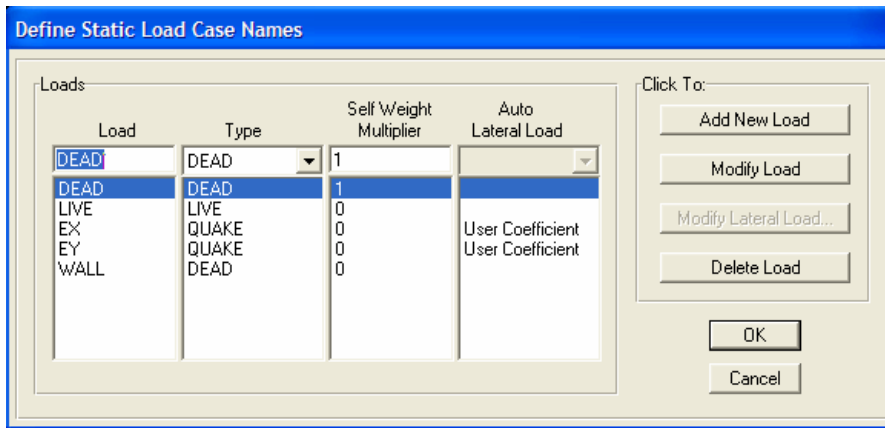 Define Static Load Case Names
Loads
Load Type Self Weight Multiplier Auto Lateral Load
DEAD DEAD 1
DEAD DEAD 1
LIVE LIVE 0
EX QUAKE 0 User Coefficient
EY QUAKE 0 User Coefficient
WALL DEAD 0
Click To:
Add New Load
Modify Load
Modify Lateral Load...
Delete Load
OK
Cancel